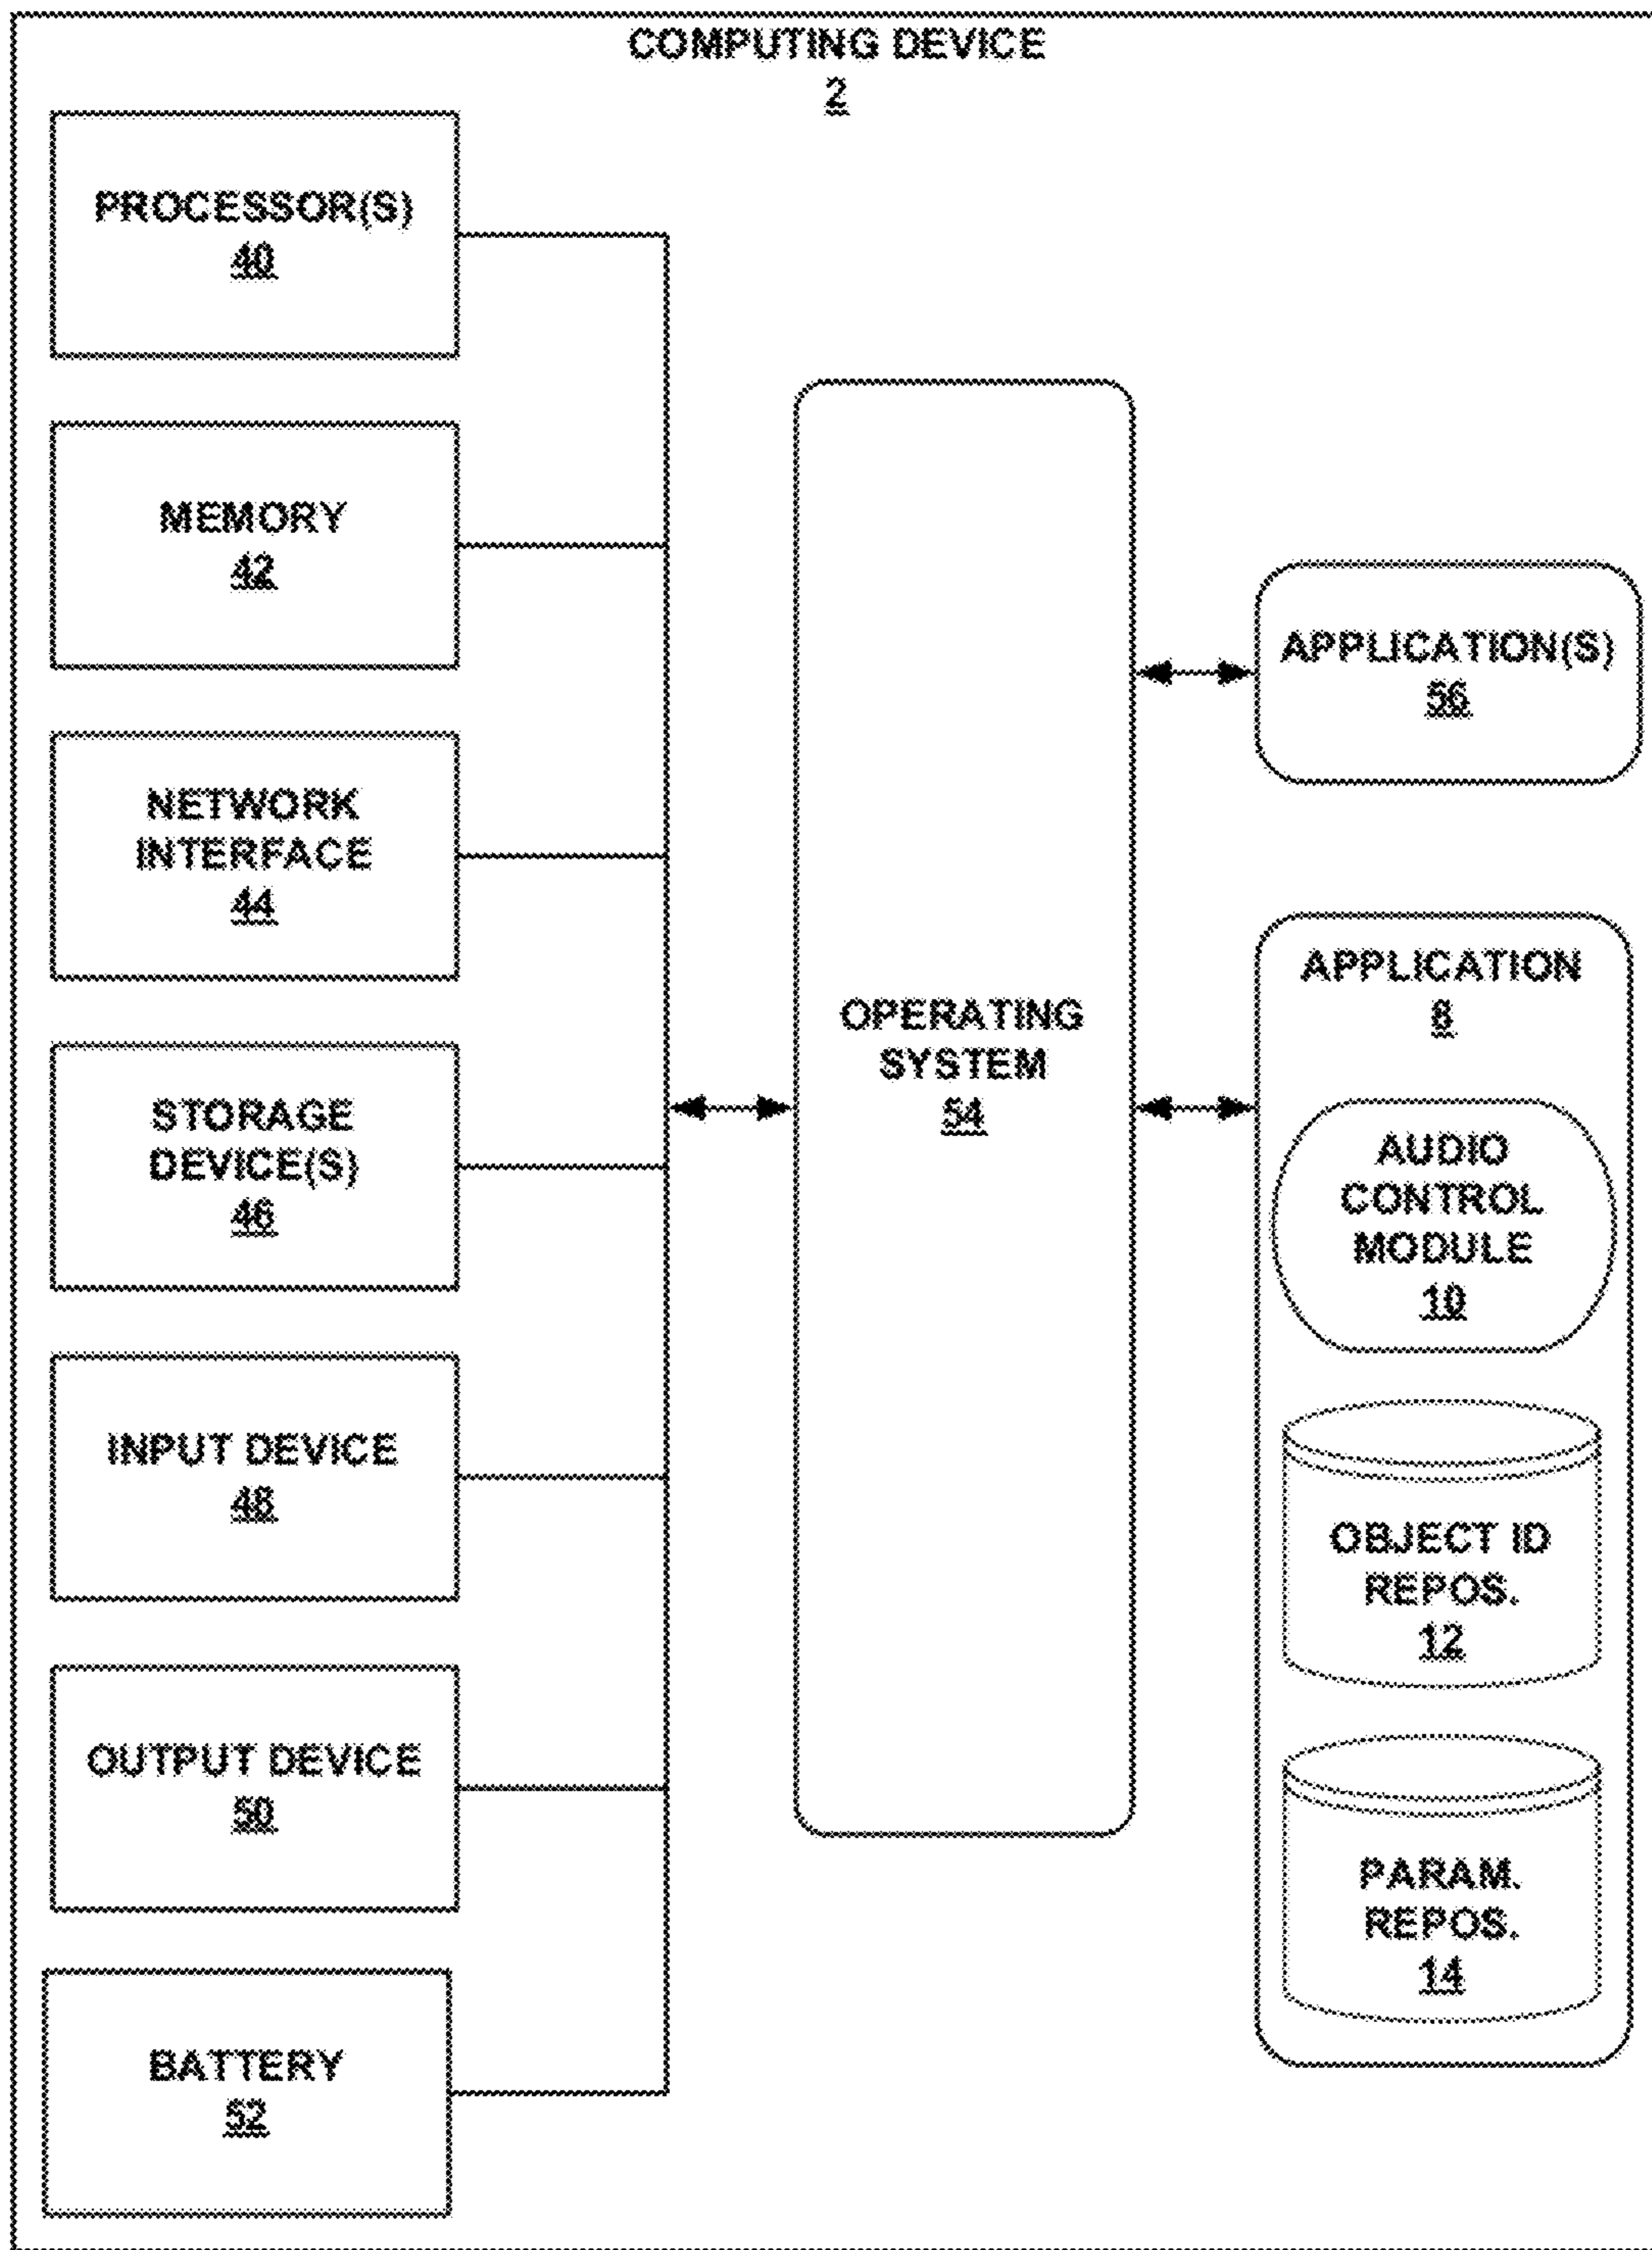 COMPUTING DEVICE
2
PROCESSOR(S)
40
MEMORY
42
NETWORK
INTERFACE
44
STORAGE
DEVICE(S)
46
INPUT DEVICE
48
OUTPUT DEVICE
50
BATTERY
52
OPERATING
SYSTEM
54
APPLICATION(S)
56
APPLICATION
8
AUDIO
CONTROL
MODULE
10
OBJECT ID
REPOS.
12
PARAM.
REPOS.
14